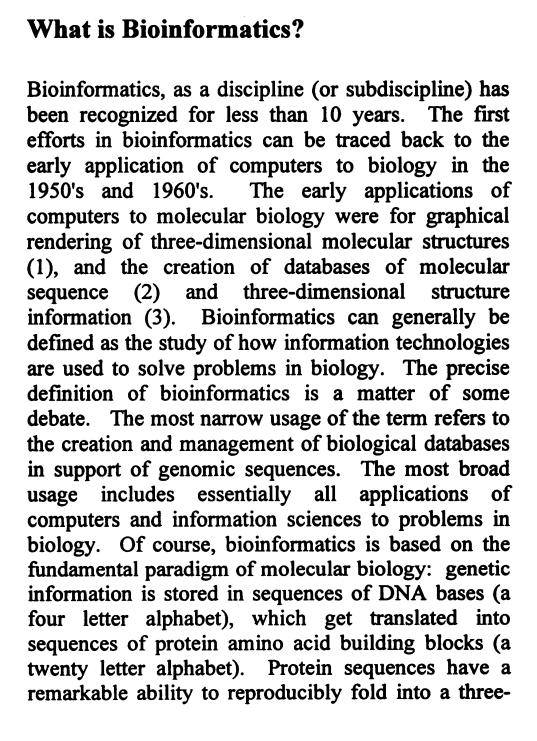 What is Bioinformatics?
Bioinformatics, as a discipline (or subdiscipline) has
been recognized for less than 10 years. The first
efforts in bioinformatics can be traced back to the
early application of computers to biology in the
1950's and 1960's. The early applications of
computers to molecular biology were for graphical
rendering of three-dimensional molecular structures
(1), and the creation of databases of molecular
sequence (2) and three-dimensional structure
information (3). Bioinformatics can generally be
defined as the study of how information technologies
are used to solve problems in biology. The precise
definition of bioinformatics is a matter of some
debate. The most narrow usage of the term refers to
the creation and management of biological databases
in support of genomic sequences. The most broad
usage includes essentially all applications of
computers and information sciences to problems in
biology. Of course, bioinformatics is based on the
fundamental paradigm of molecular biology: genetic
information is stored in sequences of DNA bases (a
four letter alphabet), which get translated into
sequences of protein amino acid building blocks (a
twenty letter alphabet). Protein sequences have a
remarkable ability to reproducibly fold into a three-